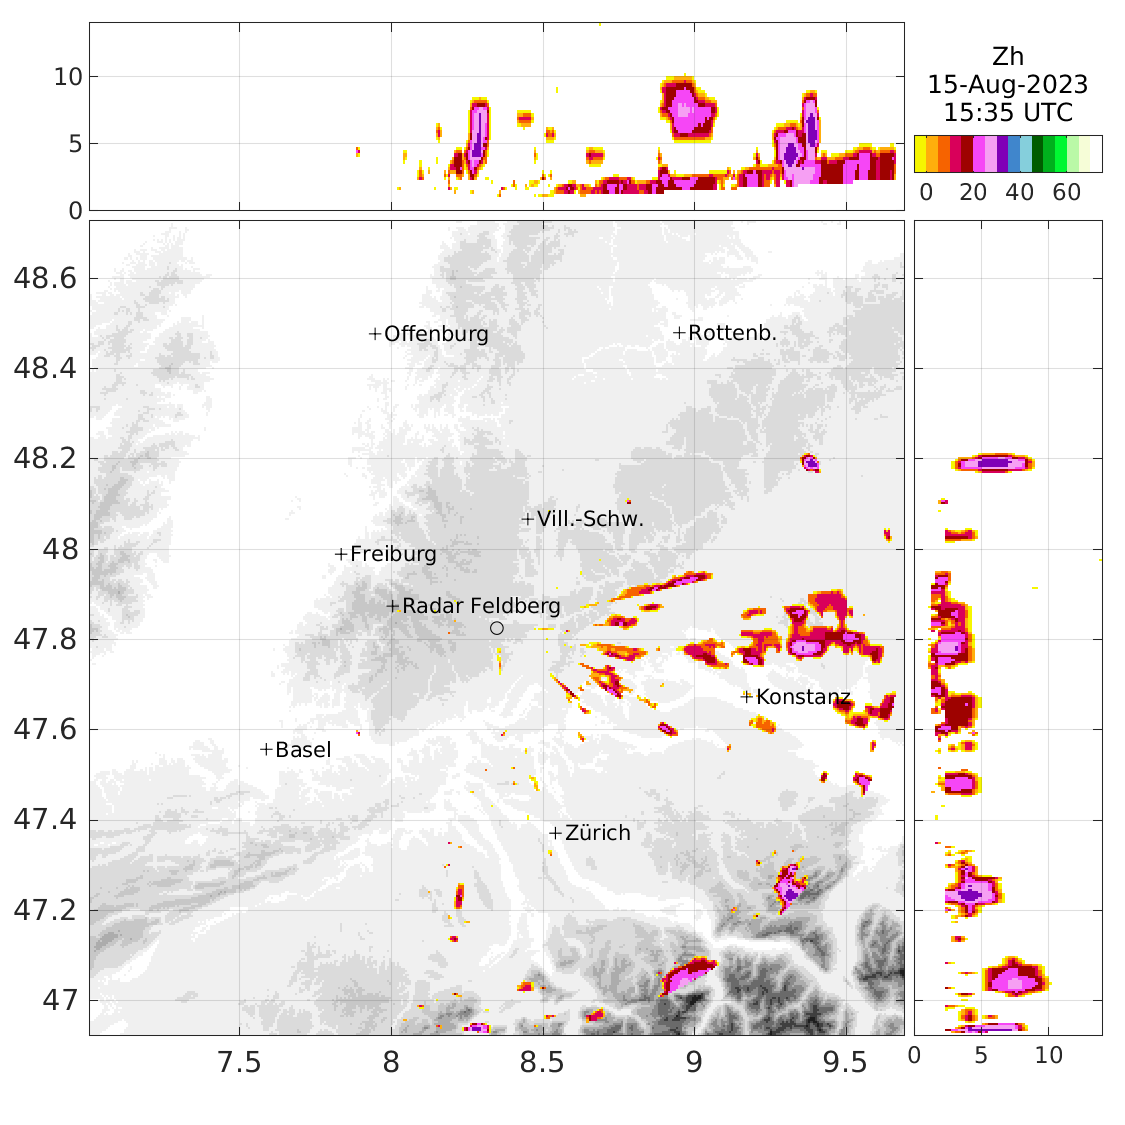 10
5
0
Zh
15-Aug-2023
15:35 UTC
0 20 40 60
48.6
48.4
48.2
48
47.8
47.6
47.4
47.2
47
+Offenburg
+Rottenb.
+Vill.-Schw.
+Freiburg
+Radar Feldberg
+Konstanz
+Basel
+Zürich
7.5 8 8.5 9 9.5
0 5 10